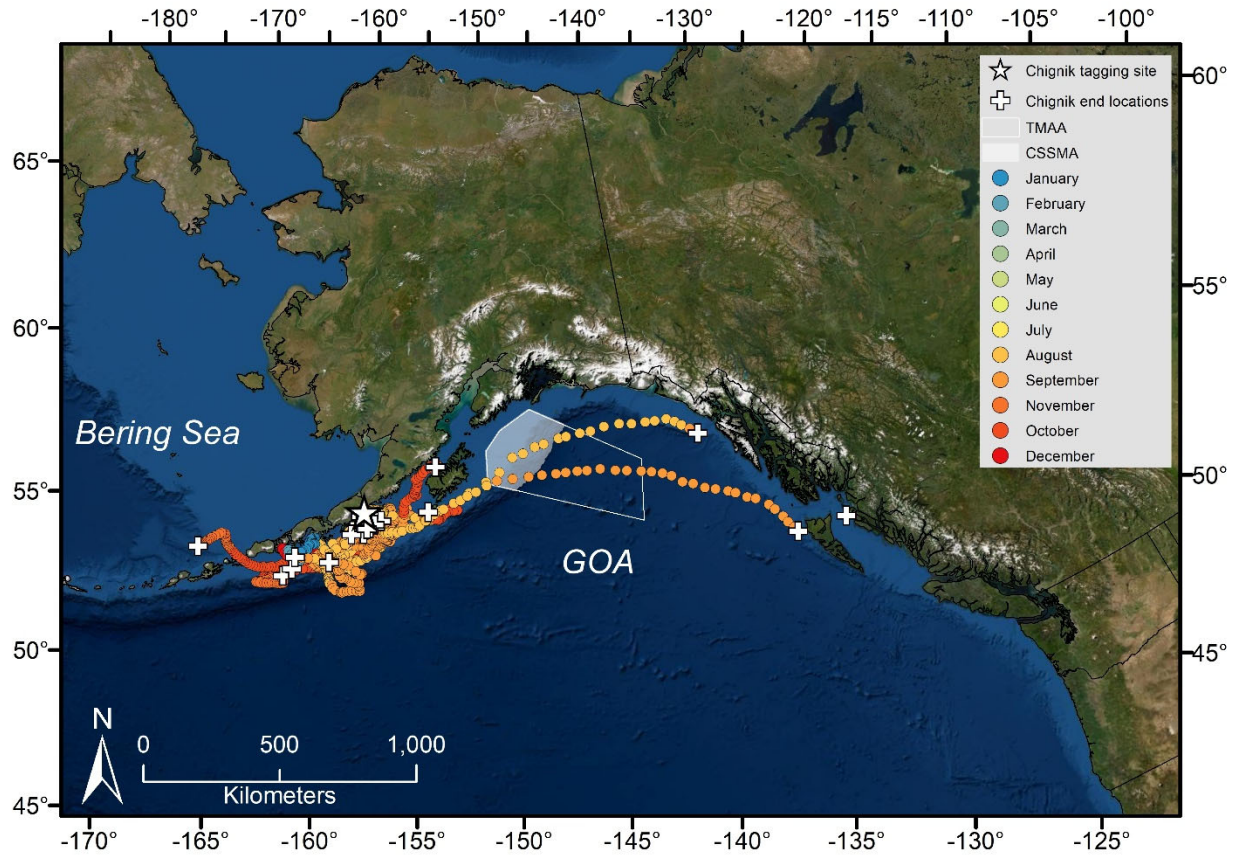 -180° -170° -160° -150° -140° -130° -120° -115° -110° -105° -100°
Chignik tagging site
Chignik end locations
TMAA
CSSMA
January
February
March
April
May
June
July
August
September
November
October
December
60°
65°
55°
60°
Bering Sea
50°
55°
GOA
50°
45°
N
0 500 1,000
Kilometers
45°
-170° -165° -160° -155° -150° -145° -140° -135° -130° -125°